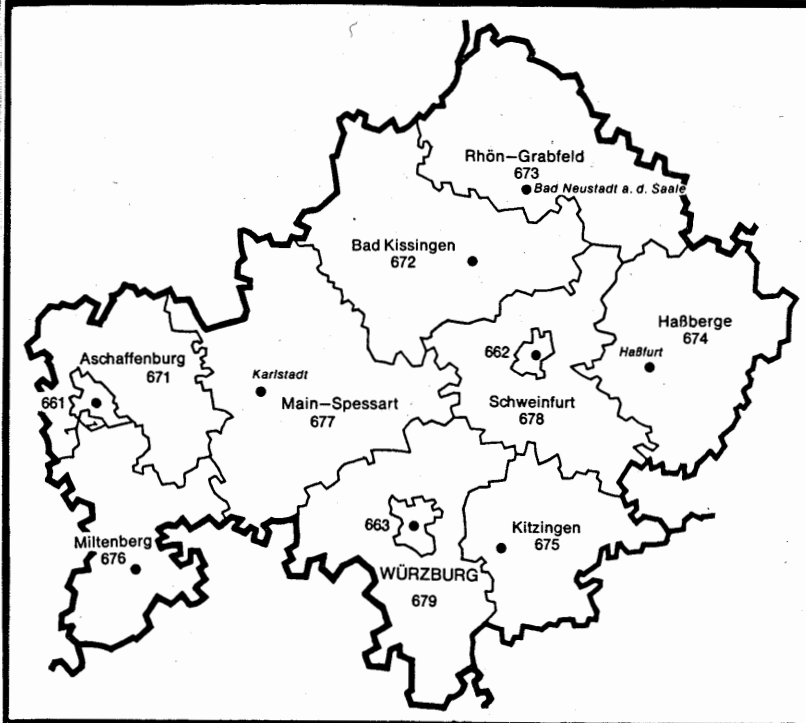 Rhön–Grabfeld
673
Bad Neustadt a. d. Saale
Bad Kissingen
672
Haßberge
674
Haßfurt
662
Schweinfurt
678
Aschaffenburg
671
661
Karlstadt
Main–Spessart
677
663
WÜRZBURG
679
Kitzingen
675
Miltenberg
676